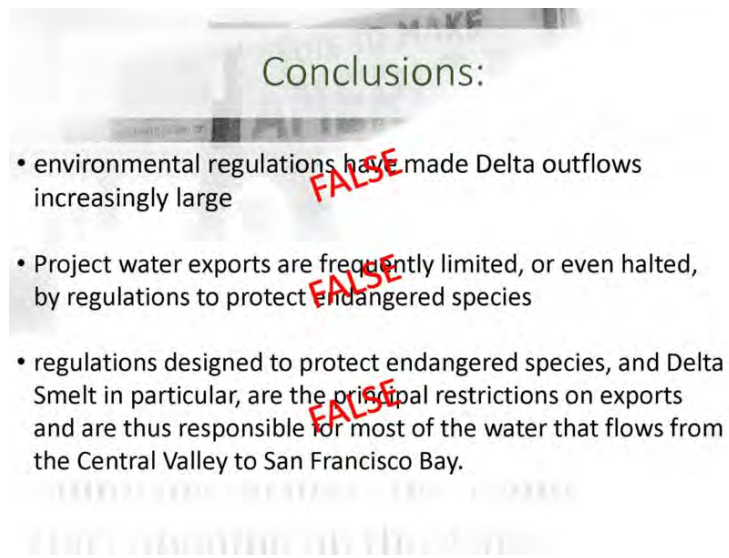 Conclusions:
• environmental regulations have made Delta outflows
increasingly large
FALSE
• Project water exports are frequently limited, or even halted,
by regulations to protect endangered species
FALSE
• regulations designed to protect endangered species, and Delta
Smelt in particular, are the principal restrictions on exports
and are thus responsible for most of the water that flows from
the Central Valley to San Francisco Bay.
FALSE